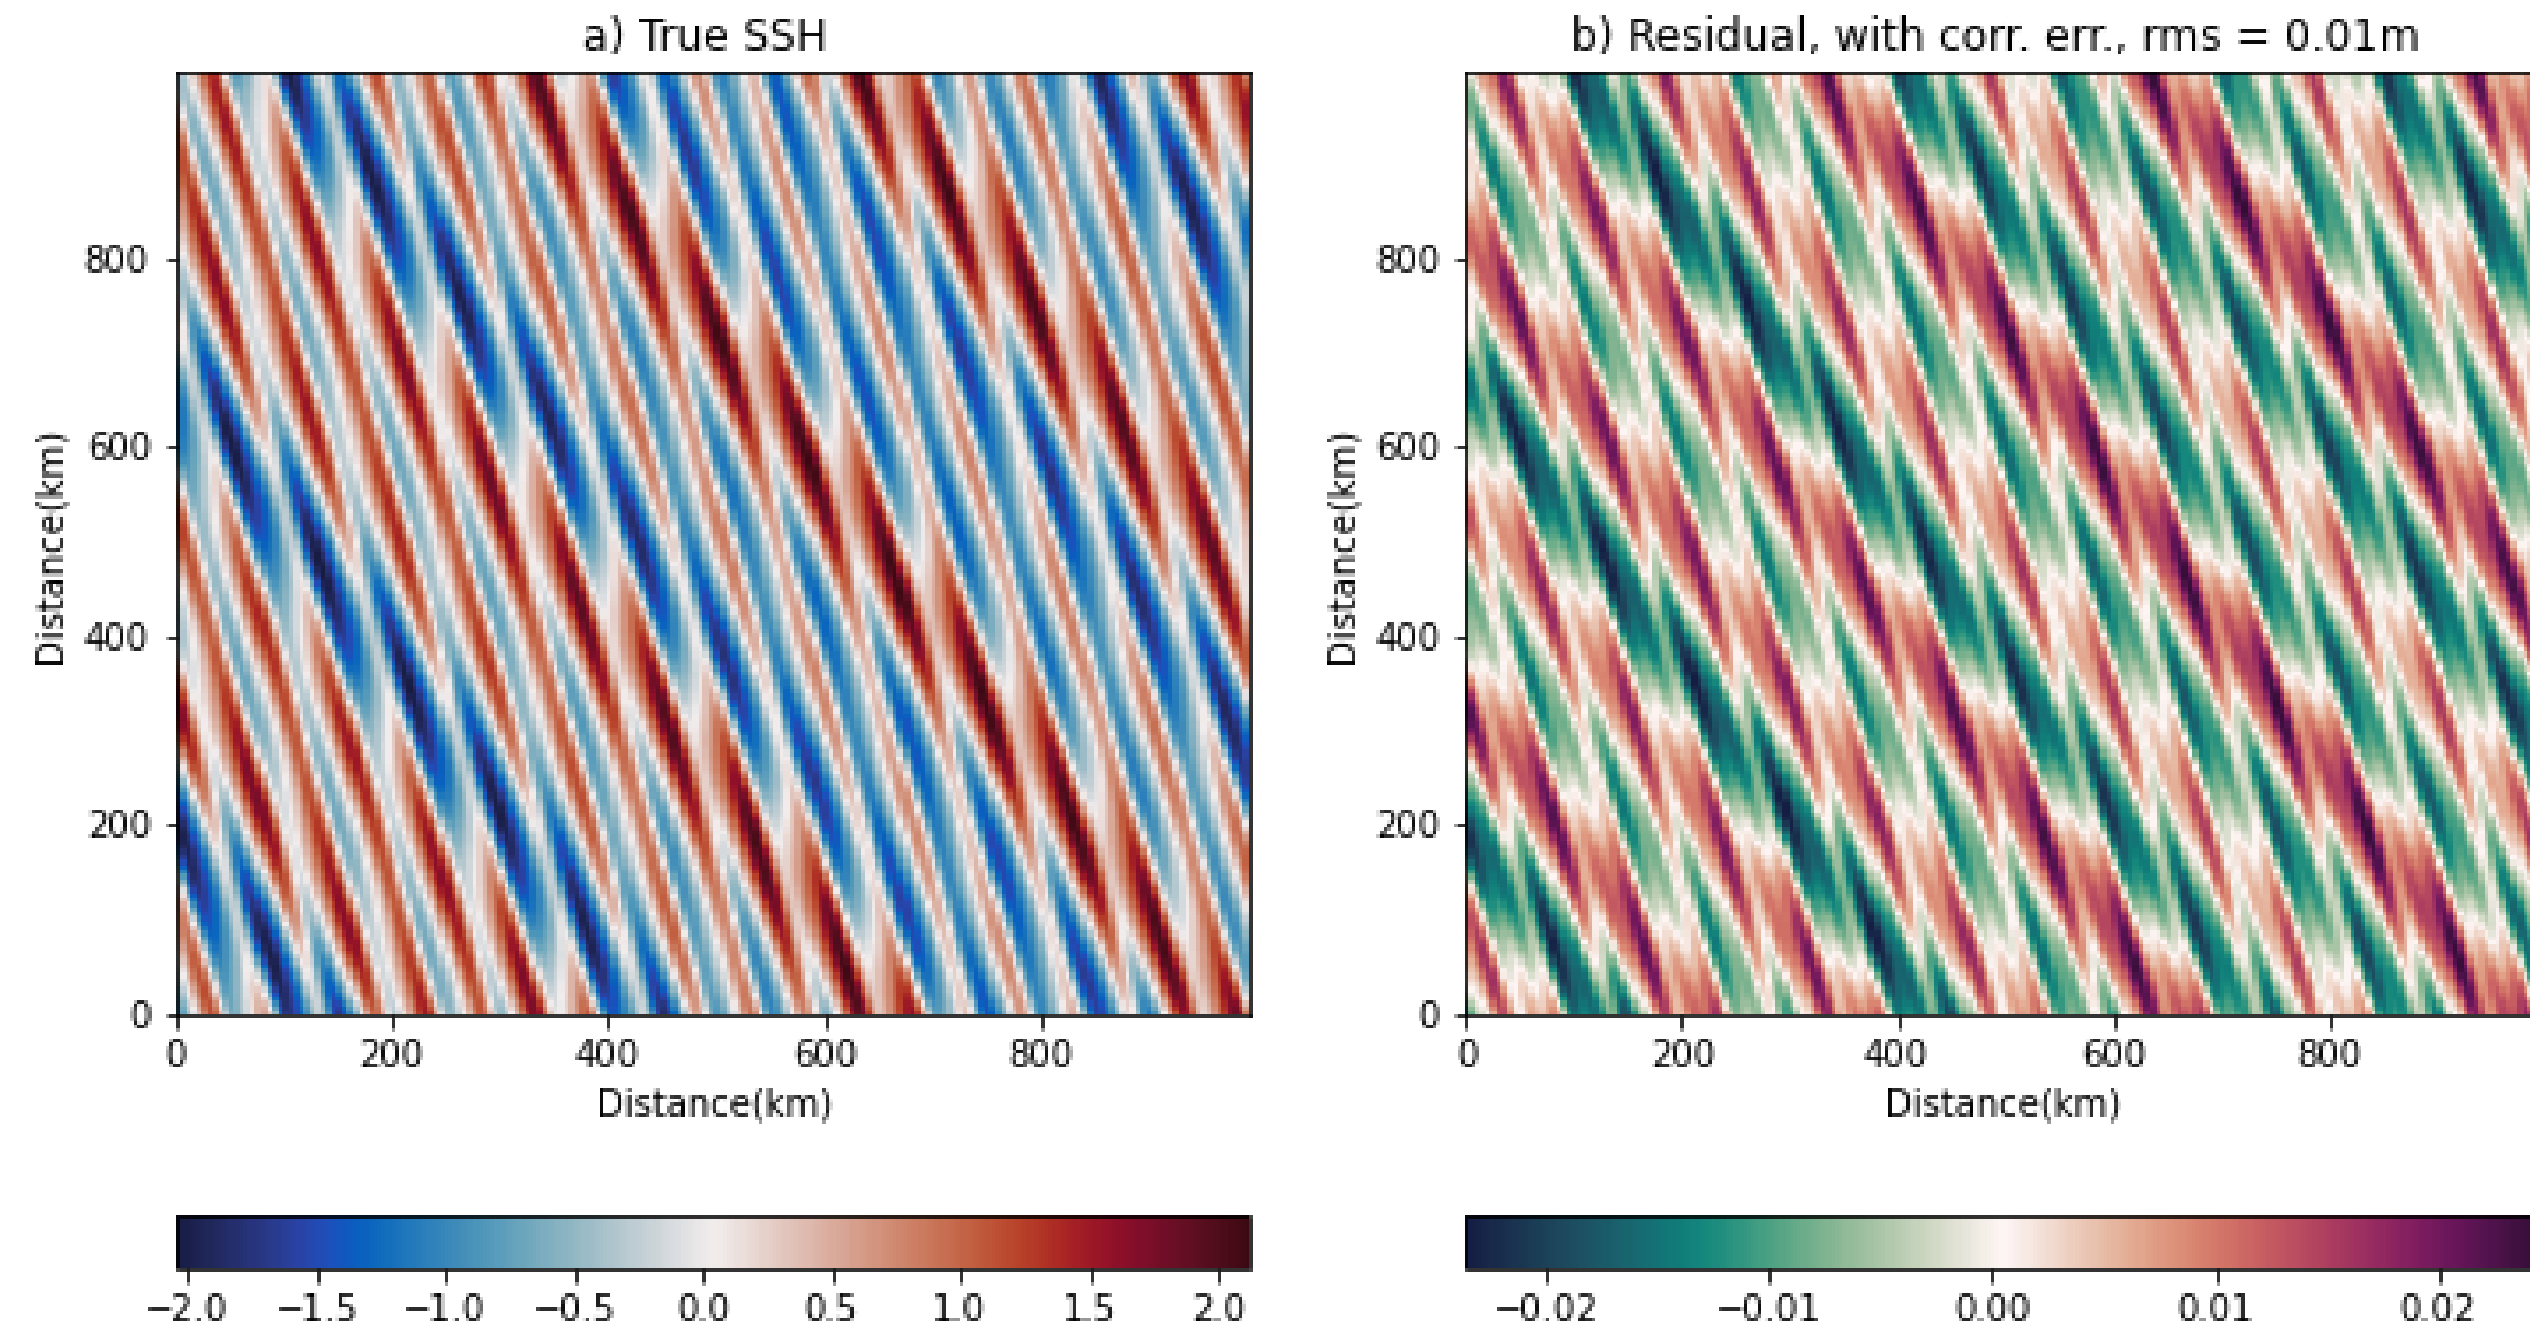 a) True SSH
b) Residual, with corr. err., rms = 0.01m
Distance(km)
800
600
400
200
0
0 200 400 600 800
Distance(km)
−2.0 −1.5 −1.0 −0.5 0.0 0.5 1.0 1.5 2.0
Distance(km)
800
600
400
200
0
0 200 400 600 800
Distance(km)
−0.02 −0.01 0.00 0.01 0.02